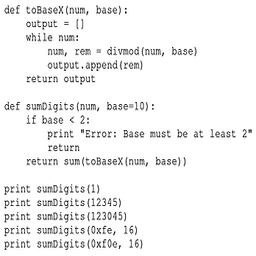 def toBaseX(num, base):
    output = []
    while num:
        num, rem = divmod(num, base)
        output.append(rem)
    return output

def sumDigits(num, base=10):
    if base < 2:
        print "Error: Base must be at least 2"
        return
    return sum(toBaseX(num, base))

print sumDigits(1)
print sumDigits(12345)
print sumDigits(123045)
print sumDigits(0xfe, 16)
print sumDigits(0xf0e, 16)